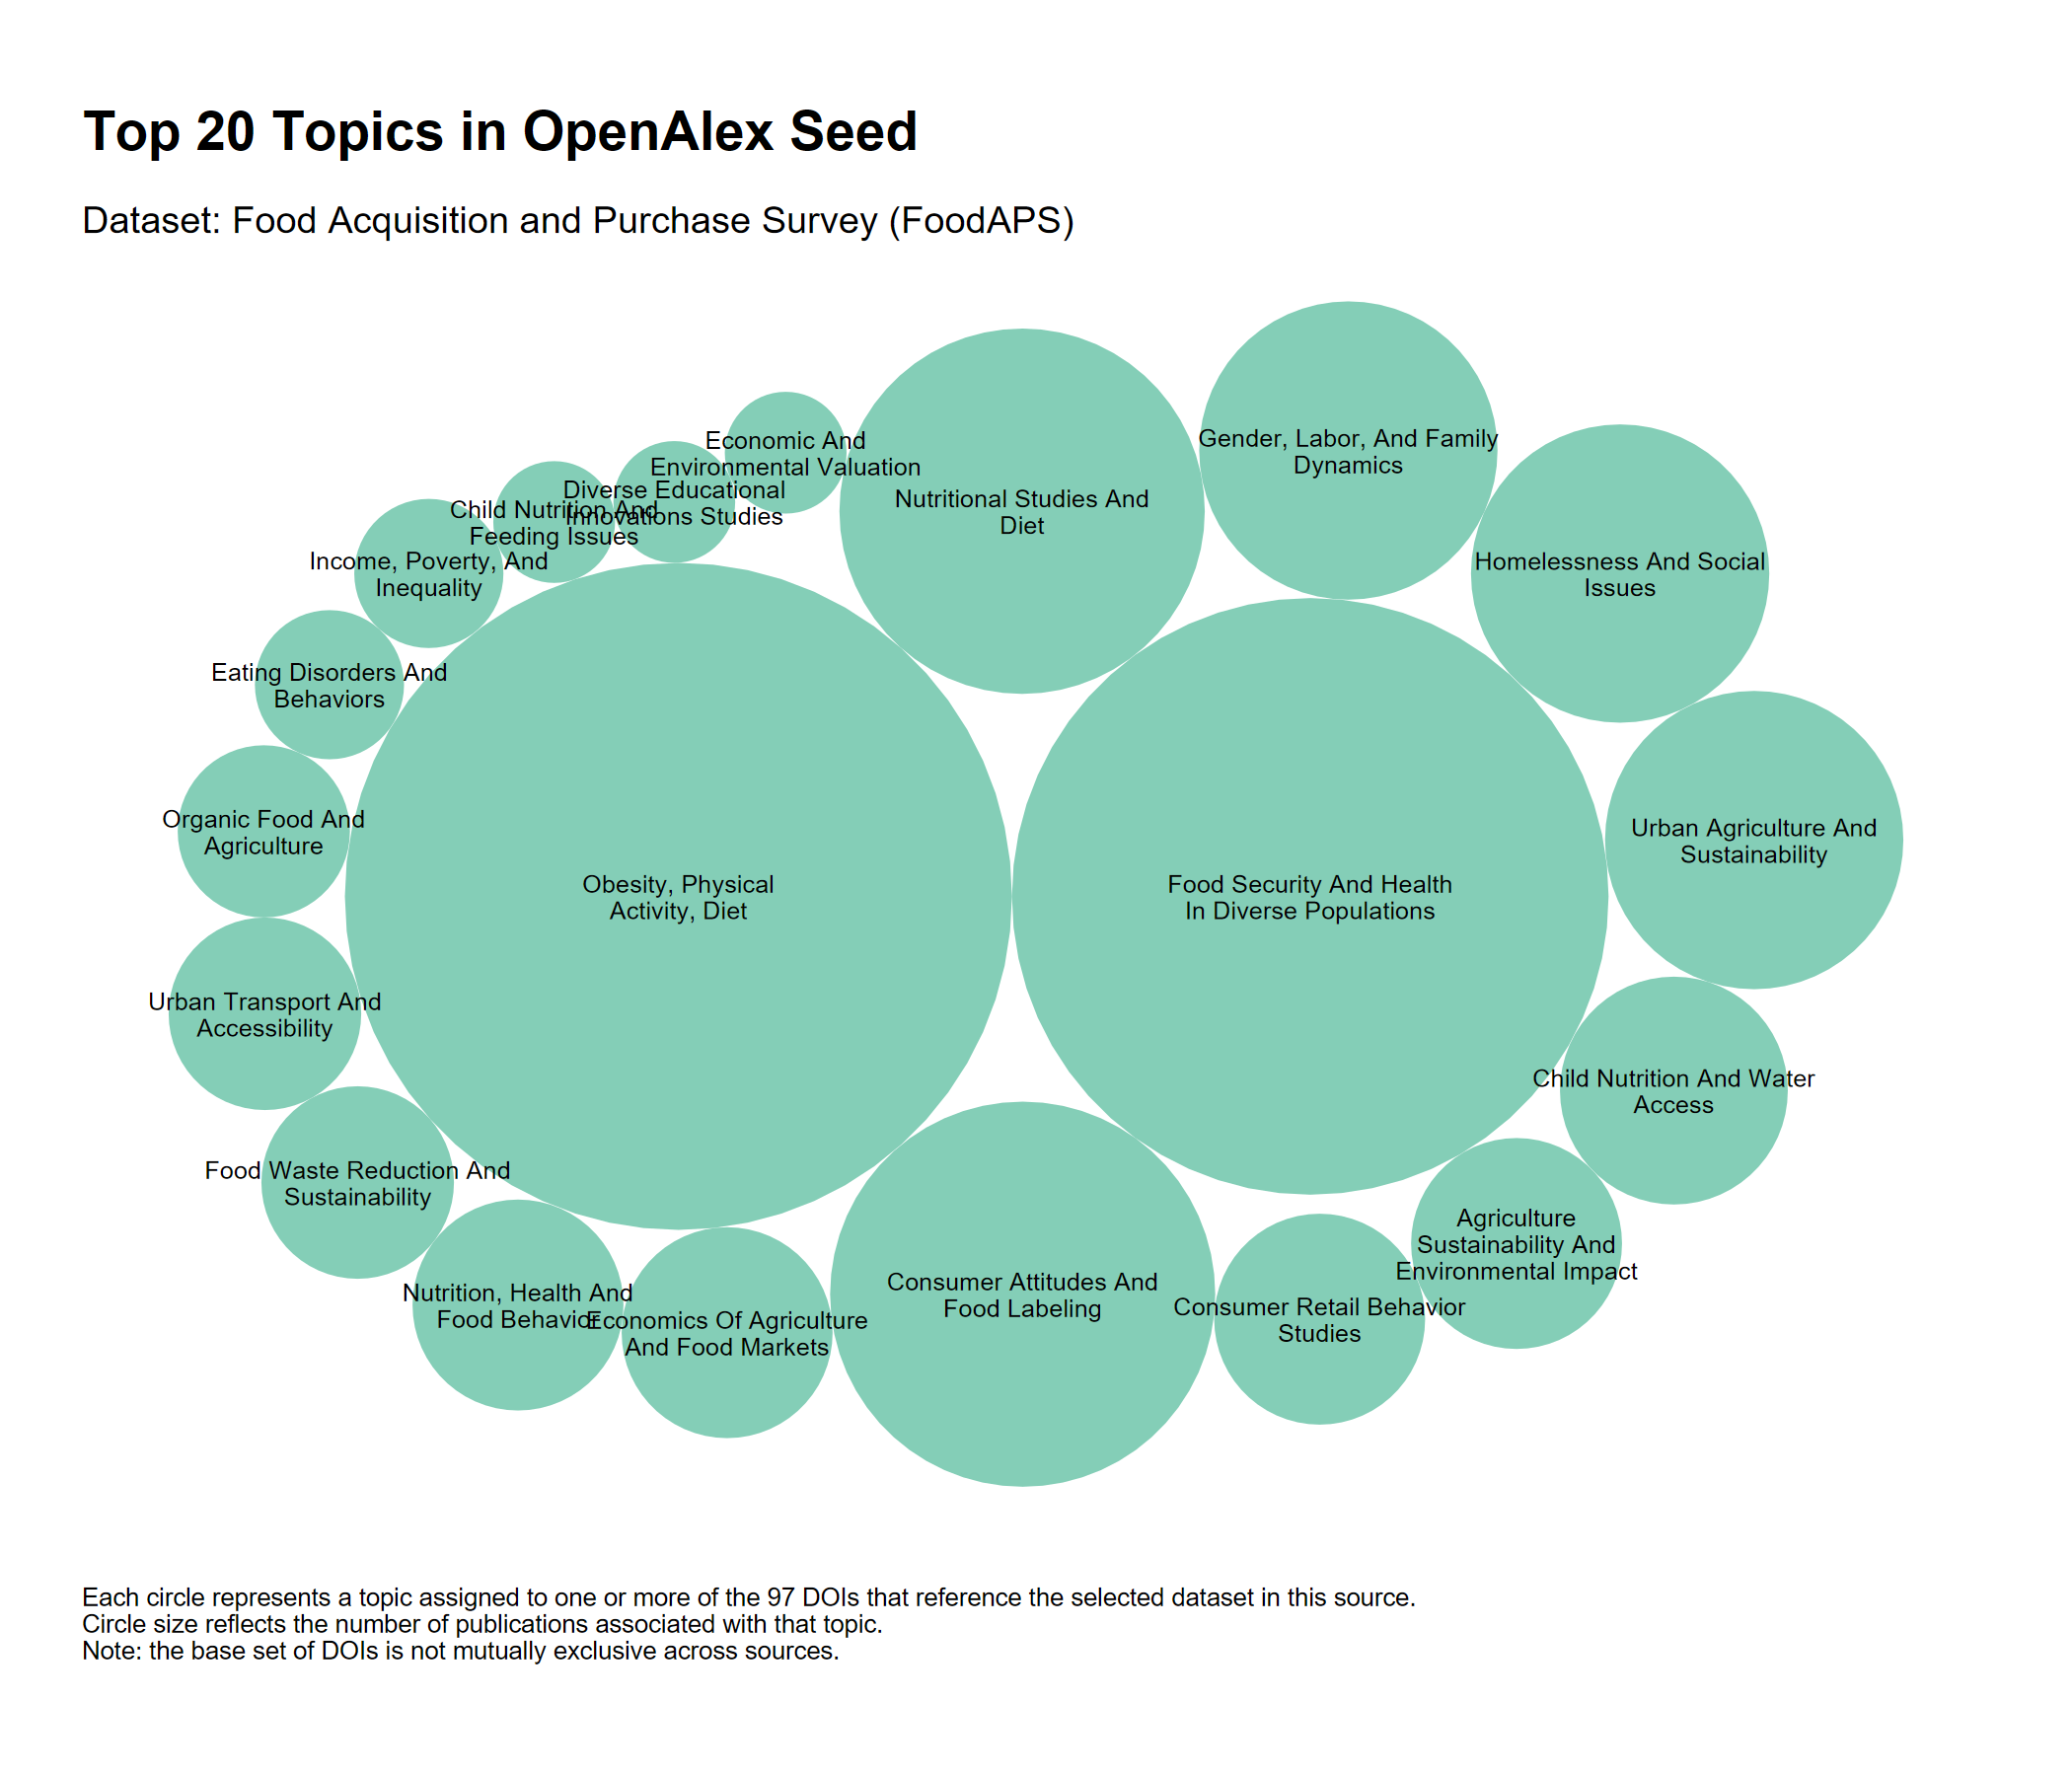 Top 20 Topics in OpenAlex Seed
Dataset: Food Acquisition and Purchase Survey (FoodAPS)
Economic And
Environmental Valuation
Diverse Educational
Innovations Studies
Child Nutrition And
Feeding Issues
Income, Poverty, And
Inequality
Eating Disorders And
Behaviors
Organic Food And
Agriculture
Urban Transport And
Accessibility
Food Waste Reduction And
Sustainability
Nutrition, Health And
Food Behavior
Economics Of Agriculture
And Food Markets
Obesity, Physical
Activity, Diet
Nutritional Studies And
Diet
Gender, Labor, And Family
Dynamics
Homelessness And Social
Issues
Food Security And Health
In Diverse Populations
Urban Agriculture And
Sustainability
Child Nutrition And Water
Access
Agriculture
Sustainability And
Environmental Impact
Consumer Retail Behavior
Studies
Consumer Attitudes And
Food Labeling
Each circle represents a topic assigned to one or more of the 97 DOIs that reference the selected dataset in this source.
Circle size reflects the number of publications associated with that topic.
Note: the base set of DOIs is not mutually exclusive across sources.